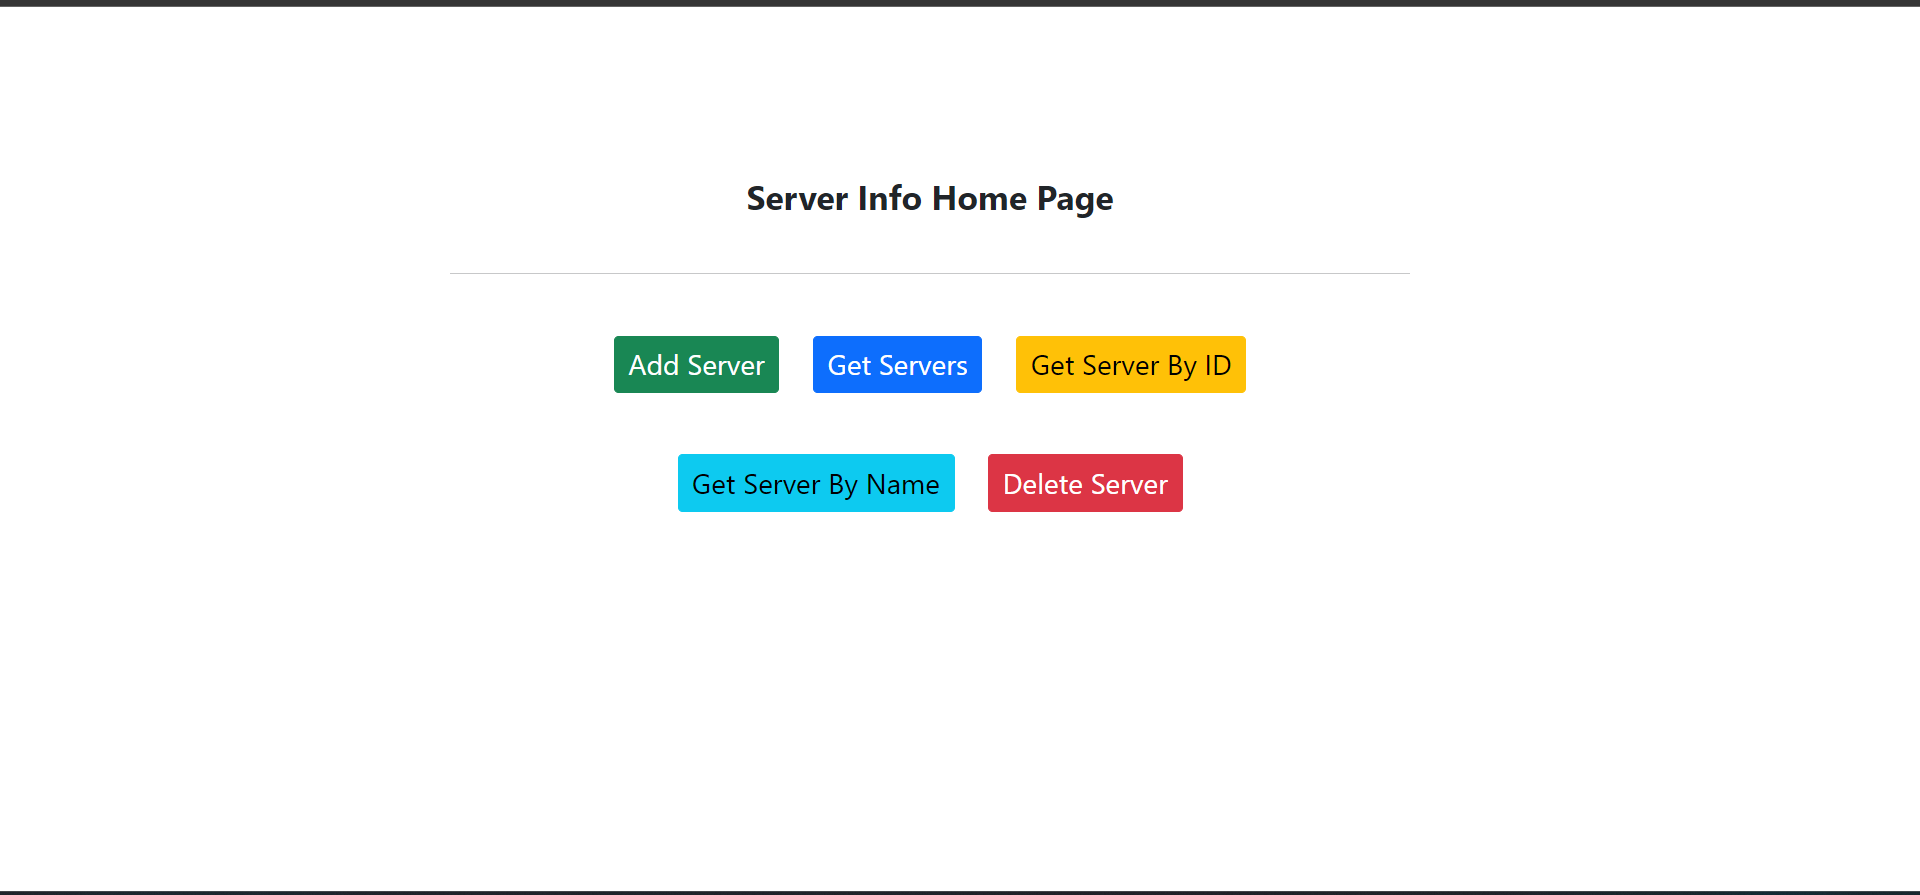 Server Info Home Page
Add Server Get Servers Get Server By ID
Get Server By Name Delete Server